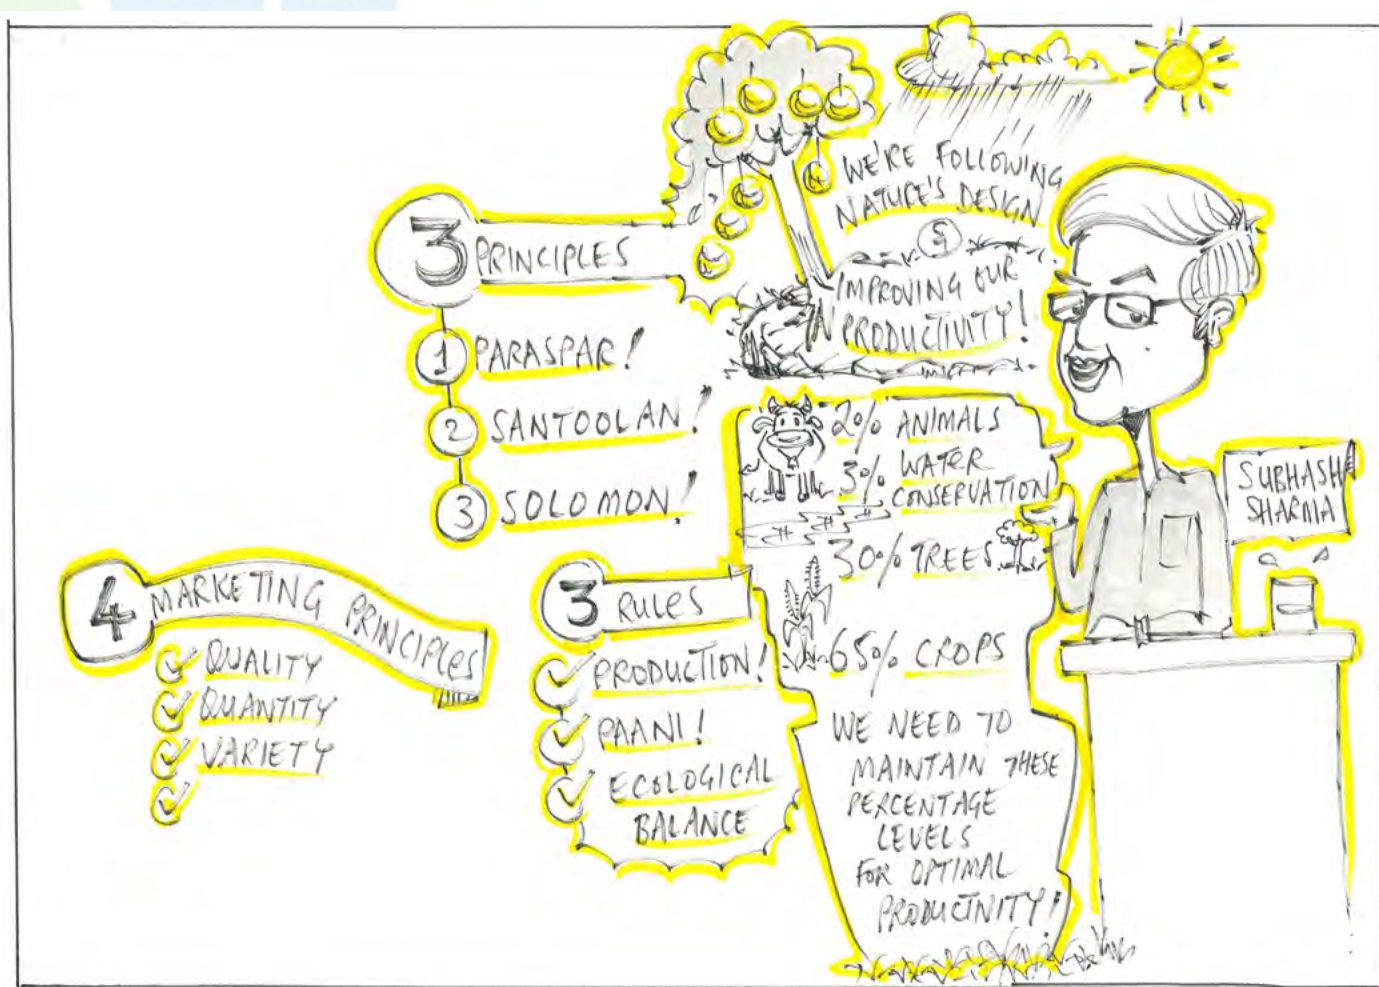 WE'RE FOLLOWING
NATURE'S DESIGN
&
IMPROVING OUR
PRODUCTIVITY!
3 PRINCIPLES
1 PARASPAR!
2 SANTOOLAN!
3 SOLOMON!
2% ANIMALS
3% WATER
CONSERVATION
30% TREES
65% CROPS
WE NEED TO
MAINTAIN THESE
PERCENTAGE
LEVELS
FOR OPTIMAL
PRODUCTIVITY!
SUBHASH
SHARMA
4 MARKETING PRINCIPLES
QUALITY
QUANTITY
VARIETY
3 RULES
PRODUCTION!
PAANI!
ECOLOGICAL
BALANCE